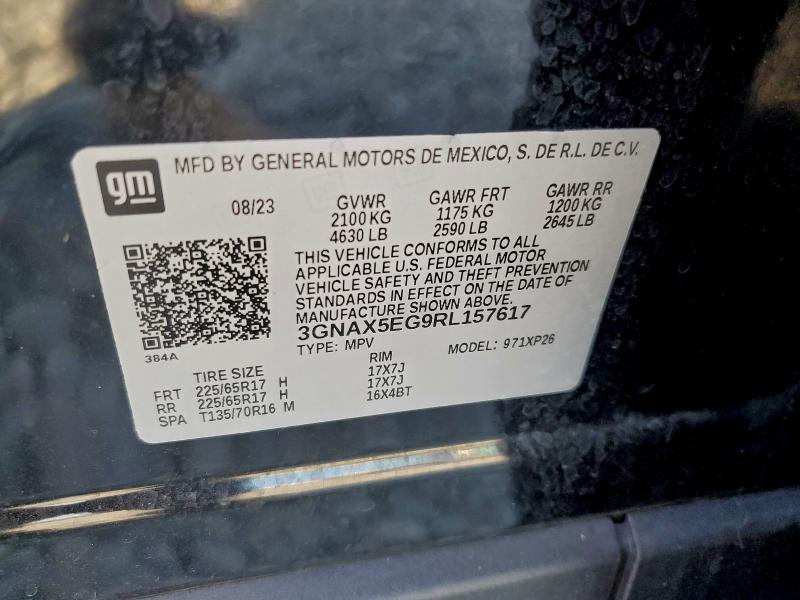 gm
MFD BY GENERAL MOTORS DE MEXICO, S. DE R.L. DE C.V.
08/23 GVWR GAWR FRT GAWR RR
2100 KG 1175 KG 1200 KG
4630 LB 2590 LB 2645 LB
THIS VEHICLE CONFORMS TO ALL
APPLICABLE U.S. FEDERAL MOTOR
VEHICLE SAFETY AND THEFT PREVENTION
STANDARDS IN EFFECT ON THE DATE OF
MANUFACTURE SHOWN ABOVE.
3GNAX5EG9RL157617
TYPE: MPV MODEL: 971XP26
384A
TIRE SIZE RIM
FRT 225/65R17 H 17X7J
RR 225/65R17 H 17X7J
SPA T135/70R16 M 16X4BT